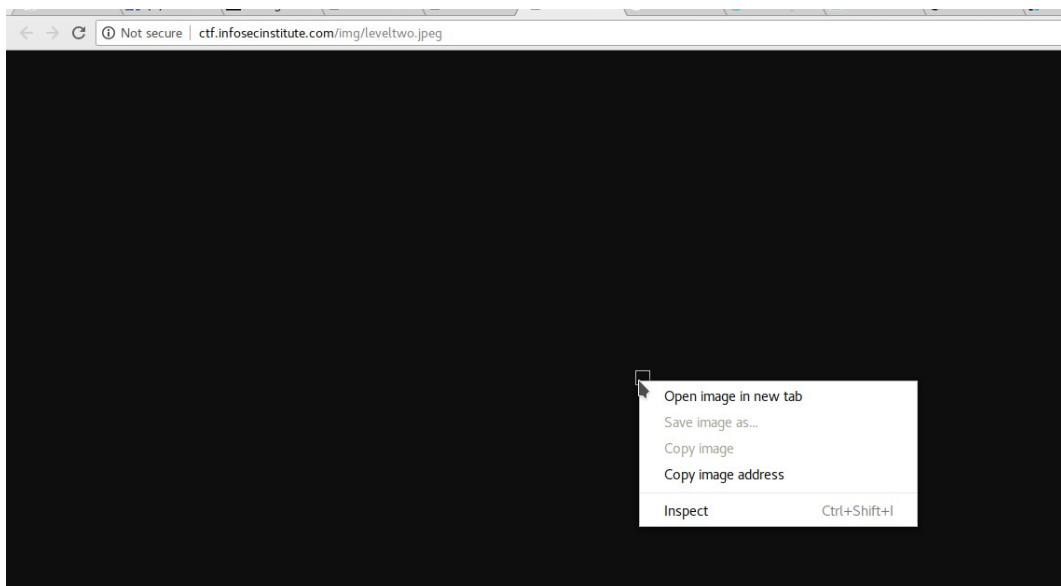 Not secure | ctf.infosecinstitute.com/img/leveltwo.jpeg
Open image in new tab
Save image as...
Copy image
Copy image address
Inspect Ctrl+Shift+I